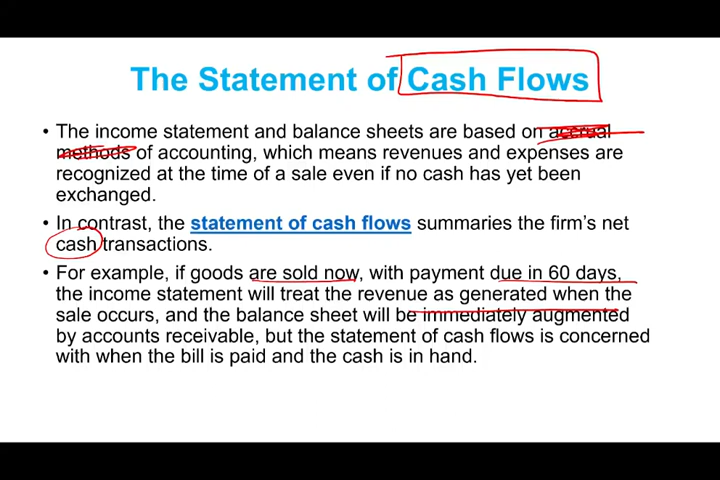 The Statement of Cash Flows
• The income statement and balance sheets are based on accrual
methods of accounting, which means revenues and expenses are
recognized at the time of a sale even if no cash has yet been
exchanged.
• In contrast, the statement of cash flows summaries the firm's net
cash transactions.
• For example, if goods are sold now, with payment due in 60 days,
the income statement will treat the revenue as generated when the
sale occurs, and the balance sheet will be immediately augmented
by accounts receivable, but the statement of cash flows is concerned
with when the bill is paid and the cash is in hand.